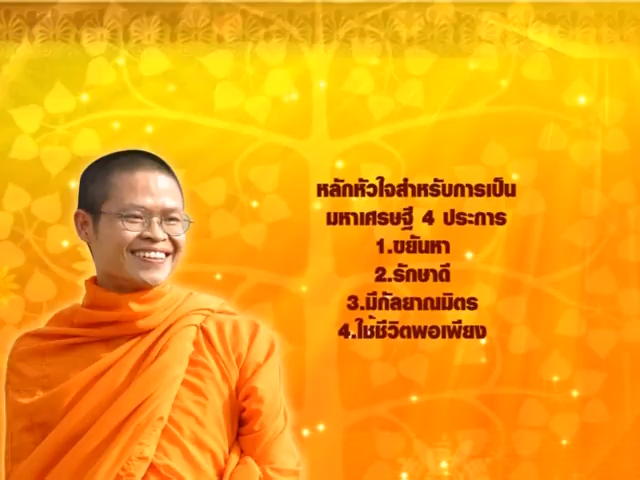 หลักหัวใจสำหรับการเป็น
มหาเศรษฐี 4 ประการ
1.ขยันหา
2.รักษาดี
3.มีกัลยาณมิตร
4.ใช้ชีวิตพอเพียง